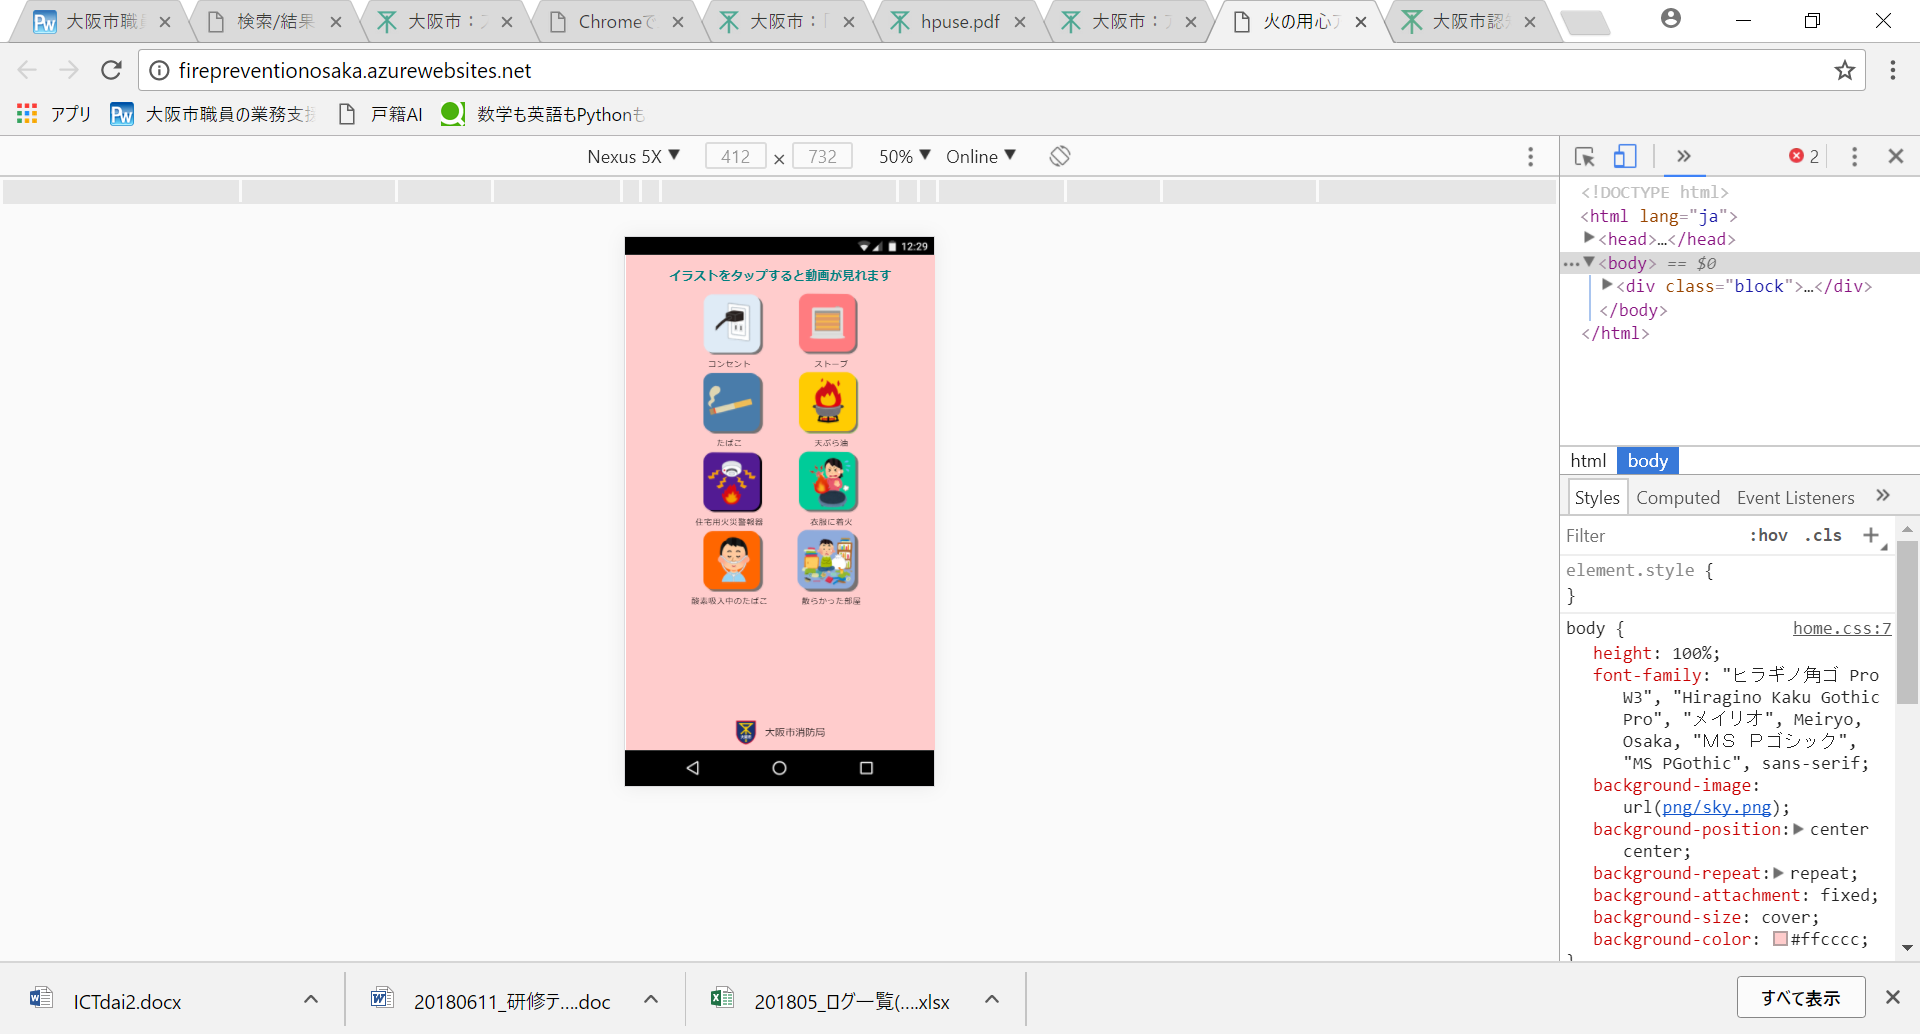 大阪市職員
検索/結果
大阪市：ア
Chromeで
大阪市：
hpuse.pdf
大阪市：ア
火の用心ア
大阪市認知
firepreventionosaka.azurewebsites.net
アプリ
大阪市職員の業務支援
戸籍AI
数学も英語もPythonも
Nexus 5X
412 × 732
50%
Online
2
12:29
イラストをタップすると動画が見れます
コンセント
ストーブ
たばこ
天ぷら油
住宅用火災警報器
衣服に着火
酸素吸入中のたばこ
散らかった部屋
大阪市消防局
<!DOCTYPE html>
<html lang="ja">
<head>…</head>
<body> == $0
<div class="block">…</div>
</body>
</html>
html body
Styles Computed Event Listeners
Filter :hov .cls +
element.style {
}
body { home.css:7
height: 100%;
font-family: "ヒラギノ角ゴ Pro
W3", "Hiragino Kaku Gothic
Pro", "メイリオ", Meiryo,
Osaka, "ＭＳ Ｐゴシック",
"MS PGothic", sans-serif;
background-image:
url(png/sky.png);
background-position: center
center;
background-repeat: repeat;
background-attachment: fixed;
background-size: cover;
background-color: #ffcccc;
}
ICTdai2.docx
20180611_研修テ....doc
201805_ログ一覧(....xlsx
すべて表示